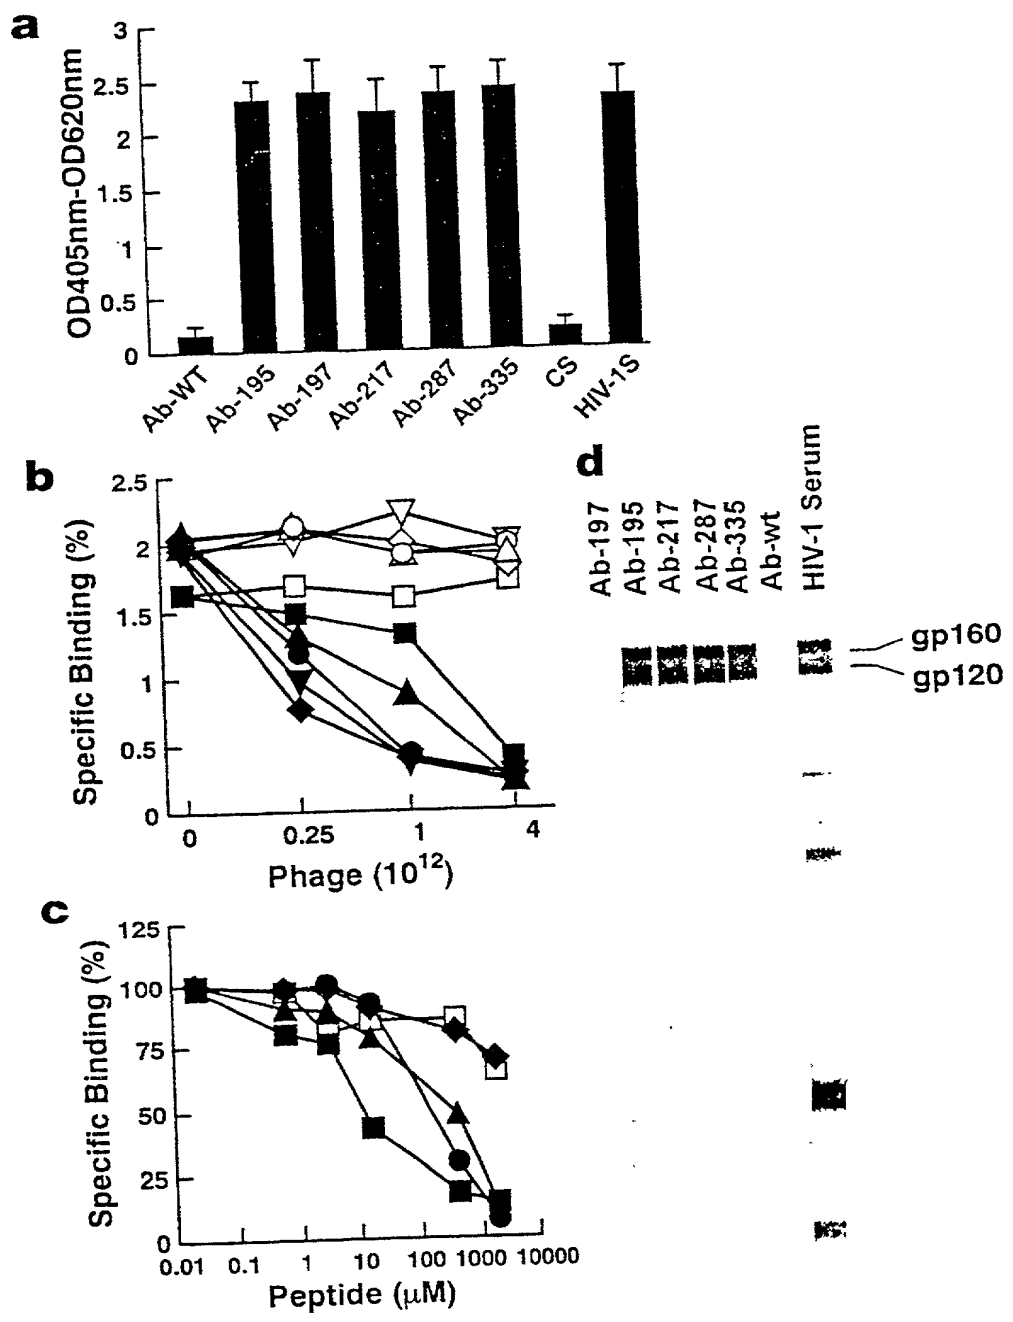 a
3
2.5
2
1.5
1
0.5
0
OD405nm-OD620nm
Ab-WT
Ab-195
Ab-197
Ab-217
Ab-287
Ab-335
CS
HIV-1S
b
2.5
2
1.5
1
0.5
0
Specific Binding (%)
0 0.25 1 4
Phage (10¹²)
d
Ab-197
Ab-195
Ab-217
Ab-287
Ab-335
Ab-wt
HIV-1 Serum
gp160
gp120
c
125
100
75
50
25
0
Specific Binding (%)
0.01 0.1 1 10 100 1000 10000
Peptide (μM)